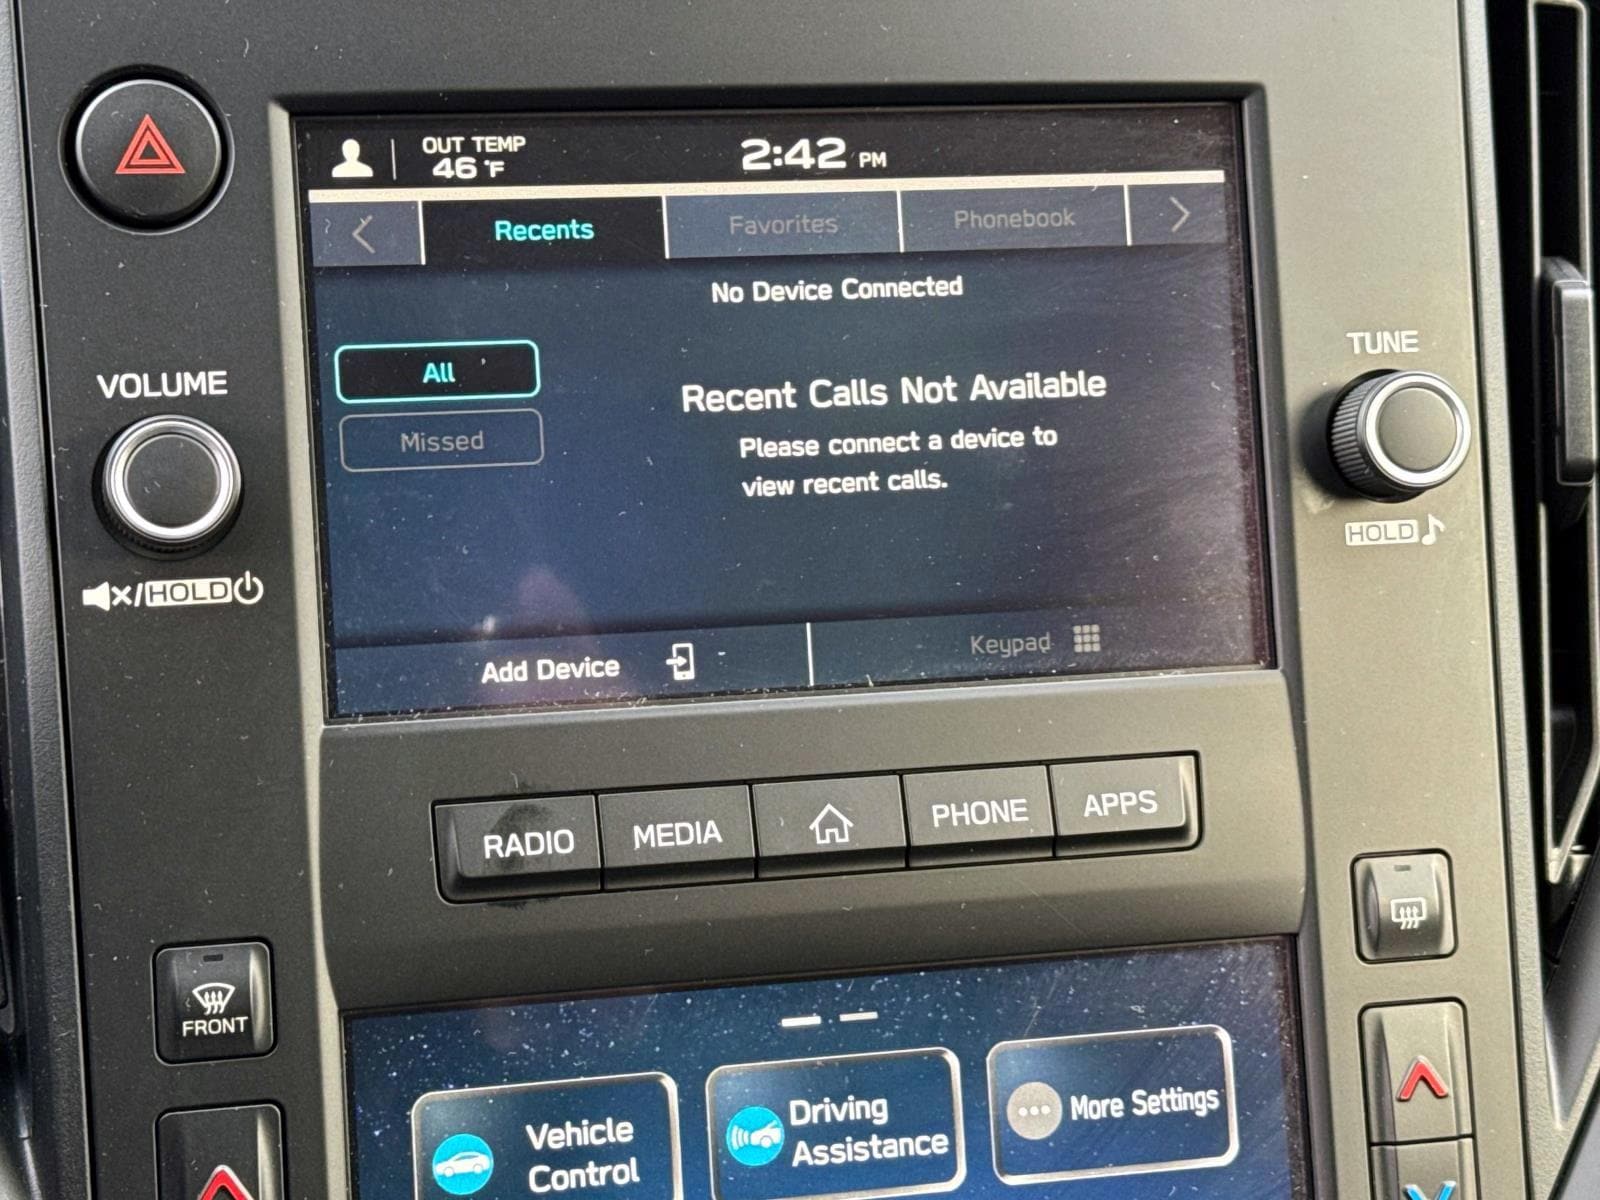 OUT TEMP
46 °F
2:42 PM
Recents
Favorites
Phonebook
No Device Connected
All
Missed
Recent Calls Not Available
Please connect a device to
view recent calls.
Add Device
Keypad
VOLUME
/HOLD
TUNE
HOLD
RADIO
MEDIA
PHONE
APPS
FRONT
Vehicle
Control
Driving
Assistance
More Settings